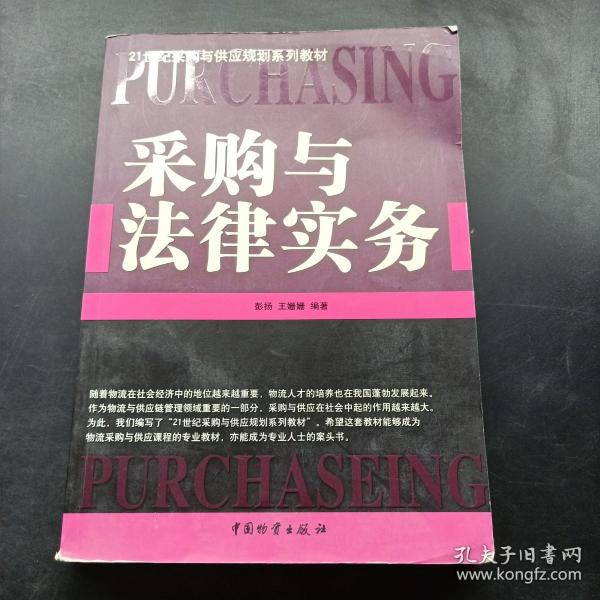 21世纪采购与供应规划系列教材
PURCHASING
采购与
法律实务
彭扬 王姗姗 编著
随着物流在社会经济中的地位越来越重要，物流人才的培养也在我国蓬勃发展起来。
作为物流与供应链管理领域重要的一部分，采购与供应在社会中起的作用越来越大。
为此，我们编写了“21世纪采购与供应规划系列教材”。希望这套教材能够成为
物流采购与供应课程的专业教材，亦能成为专业人士的案头书。
PURCHASEING
中国物资出版社
孔夫子旧书网
www.kongfz.com